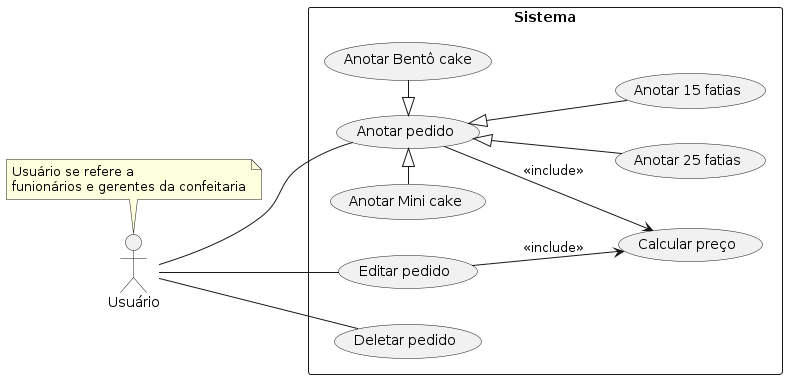 Sistema
Anotar Bentô cake
Anotar 15 fatias
Anotar pedido
Anotar 25 fatias
Usuário se refere a
funionários e gerentes da confeitaria
«include»
Anotar Mini cake
Calcular preço
«include»
Editar pedido
Usuário
Deletar pedido